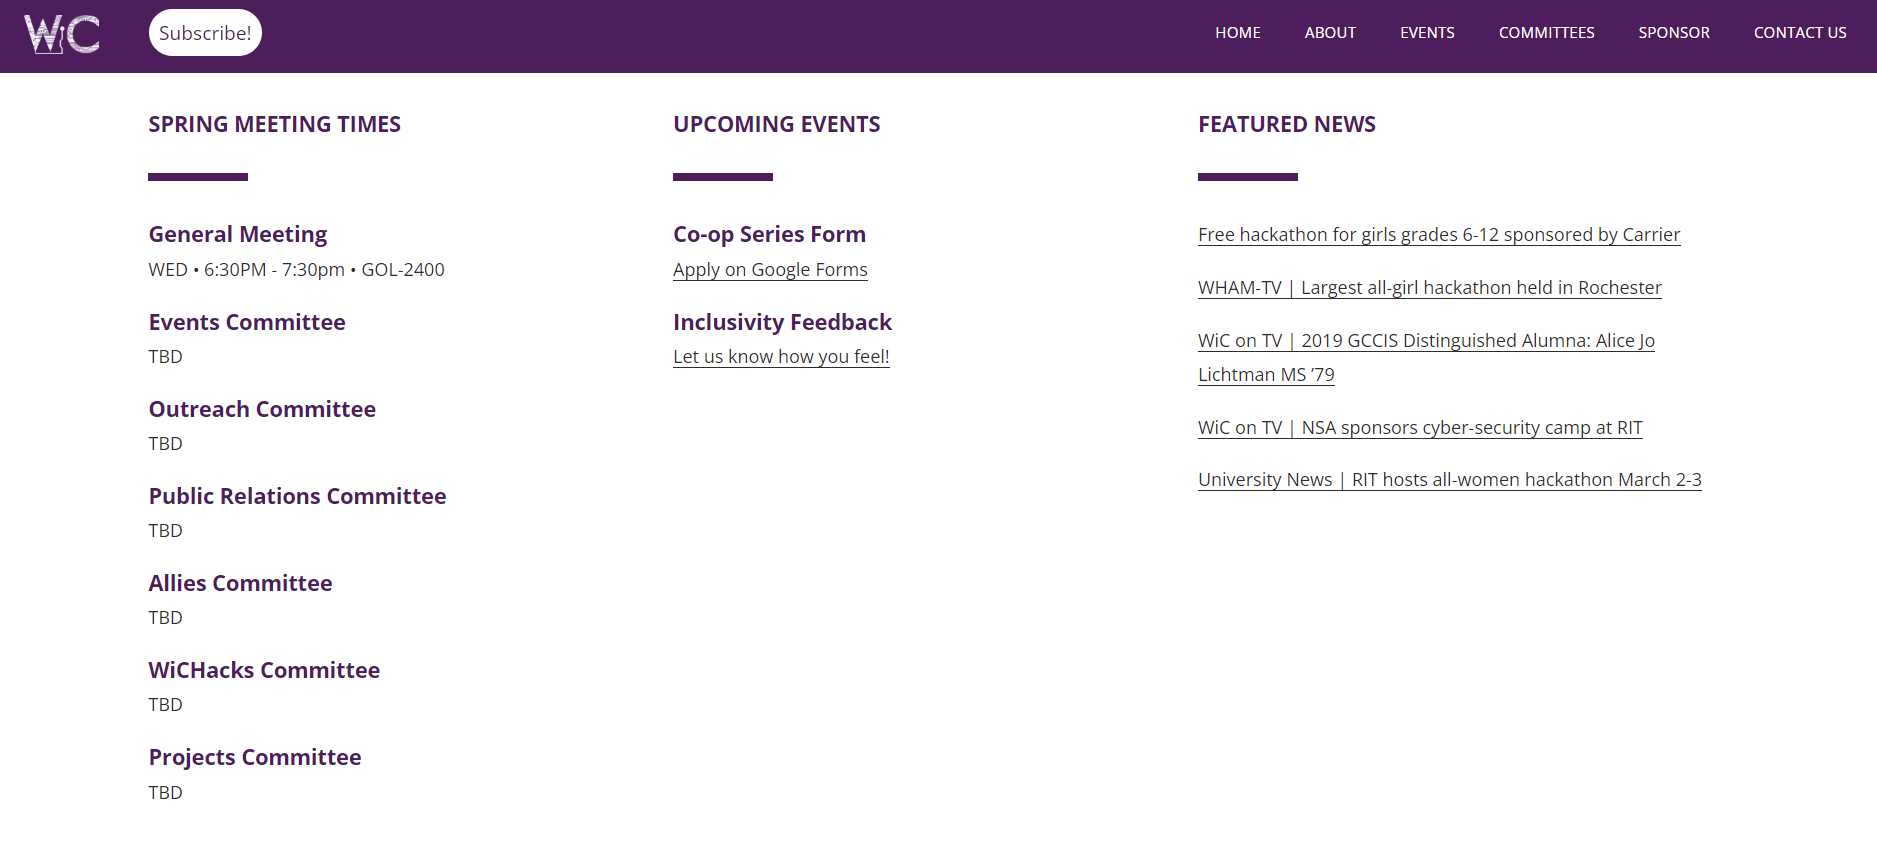 WiC
Subscribe!
HOME
ABOUT
EVENTS
COMMITTEES
SPONSOR
CONTACT US
SPRING MEETING TIMES
General Meeting
WED • 6:30PM - 7:30pm • GOL-2400
Events Committee
TBD
Outreach Committee
TBD
Public Relations Committee
TBD
Allies Committee
TBD
WiCHacks Committee
TBD
Projects Committee
TBD
UPCOMING EVENTS
Co-op Series Form
Apply on Google Forms
Inclusivity Feedback
Let us know how you feel!
FEATURED NEWS
Free hackathon for girls grades 6-12 sponsored by Carrier
WHAM-TV | Largest all-girl hackathon held in Rochester
WiC on TV | 2019 GCCIS Distinguished Alumna: Alice Jo
Lichtman MS ’79
WiC on TV | NSA sponsors cyber-security camp at RIT
University News | RIT hosts all-women hackathon March 2-3